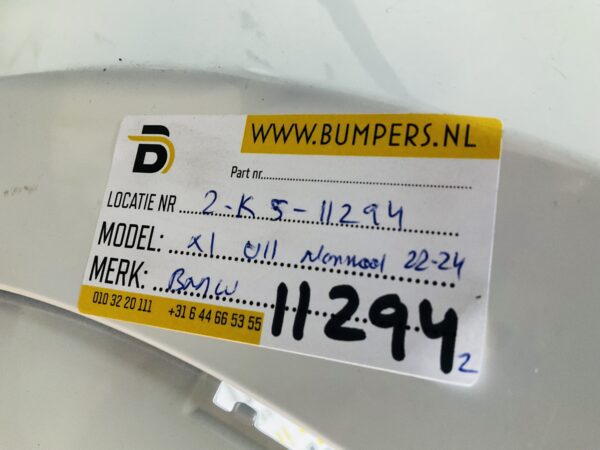 B
WWW.BUMPERS.NL
Part nr.
LOCATIE NR 2-K 5-11294
MODEL: X1 U11 Normaal 22-24
MERK: BMW
010 32 20 111 +31 6 44 66 53 55
11294
2